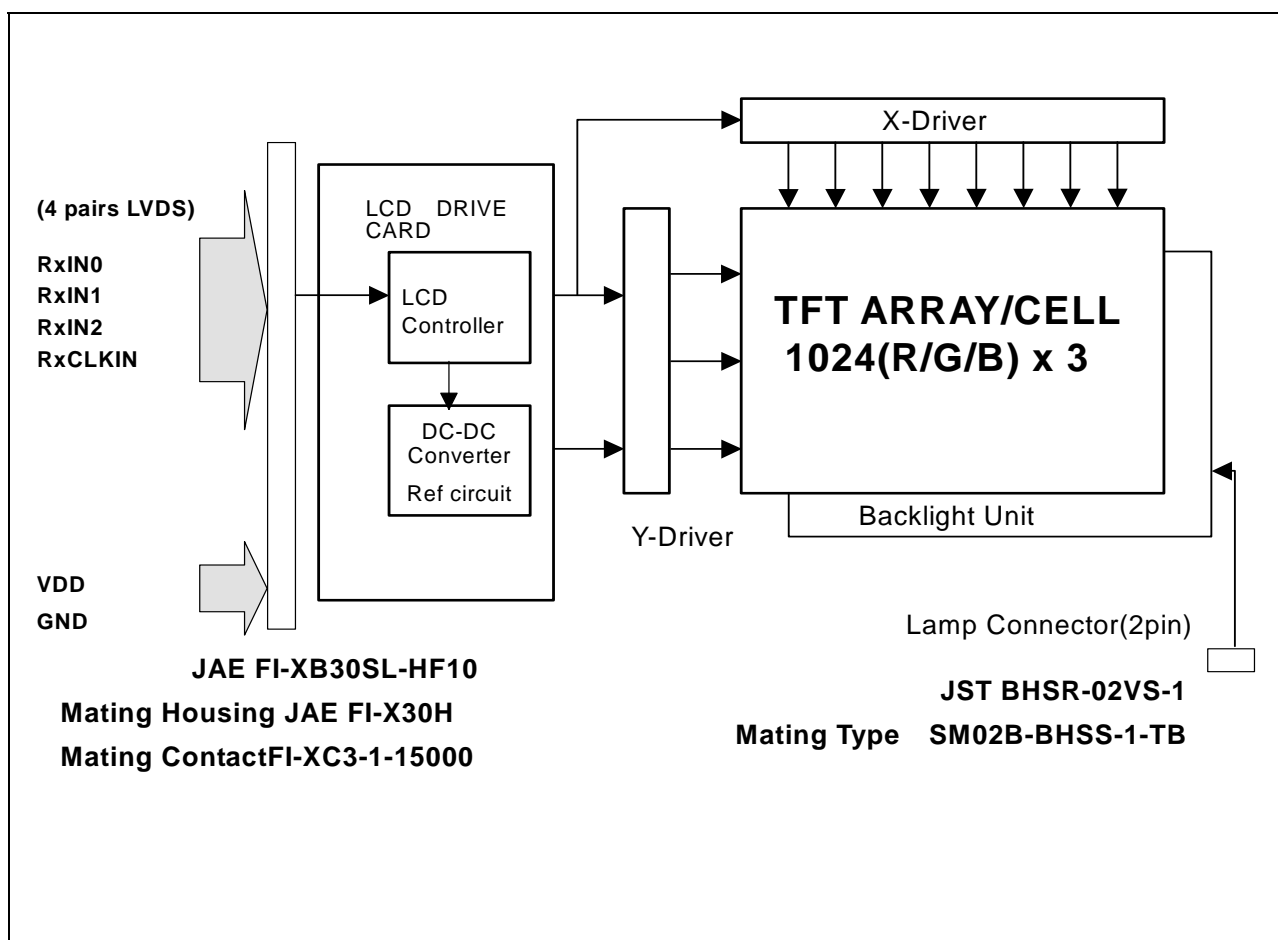 X-Driver
(4 pairs LVDS)
RxIN0
RxIN1
RxIN2
RxCLKIN
LCD DRIVE
CARD
LCD
Controller
DC-DC
Converter
Ref circuit
TFT ARRAY/CELL
1024(R/G/B) x 3
Y-Driver
Backlight Unit
VDD
GND
Lamp Connector(2pin)
JAE FI-XB30SL-HF10
Mating Housing JAE FI-X30H
Mating ContactFI-XC3-1-15000
JST BHSR-02VS-1
Mating Type SM02B-BHSS-1-TB